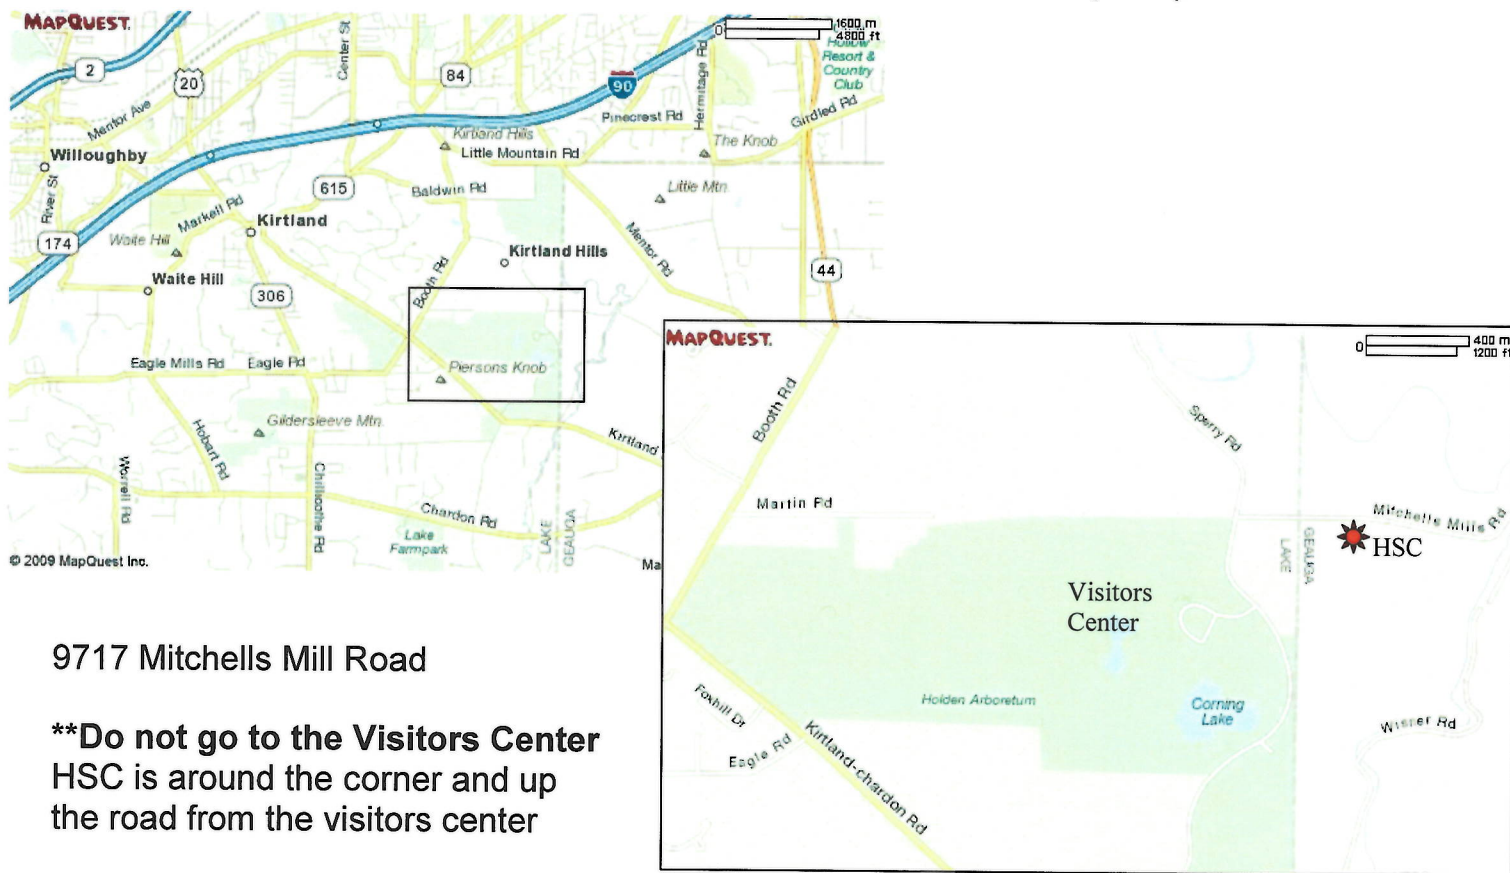 MAPQUEST.
0 1600 m
4800 ft
Hollow
Resort &
Country
Club
2
20
Center St
84
90
Hermitage Rd
Pinecrest Rd
Girdled Rd
Mentor Ave
Kirtland Hills
The Knob
Willoughby
Little Mountain Rd
River St
615
Baldwin Rd
Little Mtn.
Markell Rd
Kirtland
174
Waite Hill
Mentor Rd
Kirtland Hills
44
Waite Hill
306
Booth Rd
Eagle Mills Rd
Eagle Rd
Piersons Knob
Gildersleeve Mtn.
Hobart Rd
Kirtland
Worrell Rd
Chillicothe Rd
Chardon Rd
Lake
Farmpark
LAKE
GEAUGA
© 2009 MapQuest Inc.
Ma
MAPQUEST.
0 400 m
1200 ft
Booth Rd
Sperry Rd
Martin Rd
Mitchells Mills Rd
HSC
LAKE
GEAUGA
Visitors
Center
Holden Arboretum
Corning
Lake
Foxhill Dr
Eagle Rd
Kirtland-chardon Rd
Wisner Rd
9717 Mitchells Mill Road
**Do not go to the Visitors Center
HSC is around the corner and up
the road from the visitors center